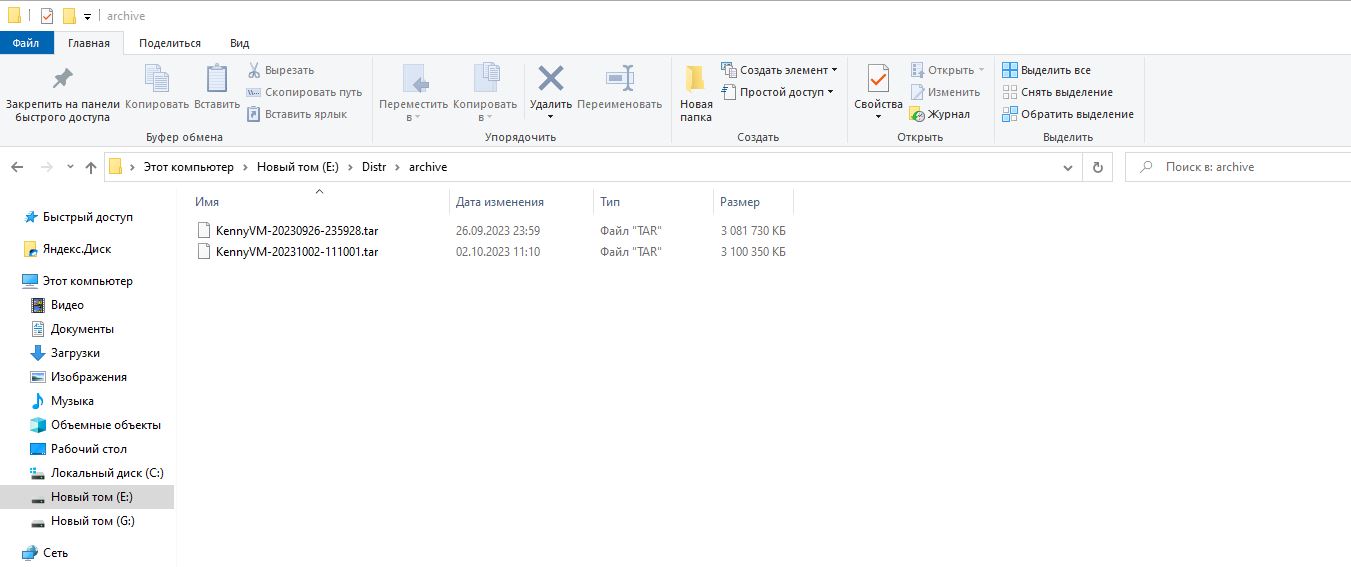 archive
Файл Главная Поделиться Вид
Закрепить на панели быстрого доступа
Копировать
Вставить
Вырезать
Скопировать путь
Вставить ярлык
Буфер обмена
Переместить в
Копировать в
Удалить
Переименовать
Упорядочить
Новая папка
Создать элемент
Простой доступ
Создать
Свойства
Открыть
Изменить
Журнал
Открыть
Выделить все
Снять выделение
Обратить выделение
Выделить
Этот компьютер Новый том (E:) Distr archive
Поиск в: archive
Быстрый доступ
Яндекс.Диск
Этот компьютер
Видео
Документы
Загрузки
Изображения
Музыка
Объемные объекты
Рабочий стол
Локальный диск (C:)
Новый том (E:)
Новый том (G:)
Сеть
Имя Дата изменения Тип Размер
KennyVM-20230926-235928.tar 26.09.2023 23:59 Файл "TAR" 3 081 730 КБ
KennyVM-20231002-111001.tar 02.10.2023 11:10 Файл "TAR" 3 100 350 КБ